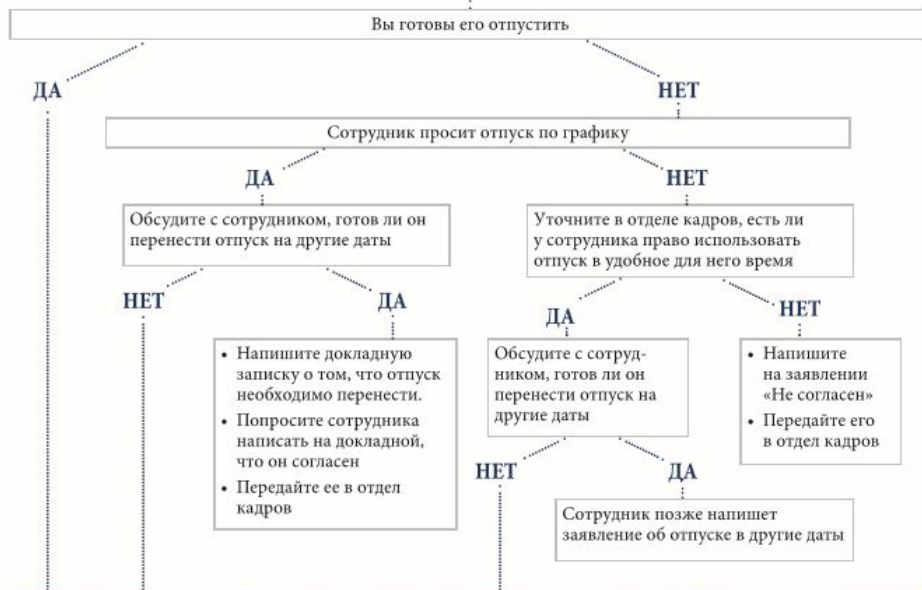 Вы готовы его отпустить
ДА
НЕТ
Сотрудник просит отпуск по графику
ДА
НЕТ
Обсудите с сотрудником, готов ли он
перенести отпуск на другие даты
Уточните в отделе кадров, есть ли
у сотрудника право использовать
отпуск в удобное для него время
НЕТ
ДА
ДА
НЕТ
• Напишите докладную
записку о том, что отпуск
необходимо перенести.
• Попросите сотрудника
написать на докладной,
что он согласен
• Передайте ее в отдел
кадров
Обсудите с сотруд-
ником, готов ли он
перенести отпуск на
другие даты
• Напишите
на заявлении
«Не согласен»
• Передайте его
в отдел кадров
НЕТ
ДА
Сотрудник позже напишет
заявление об отпуске в другие даты